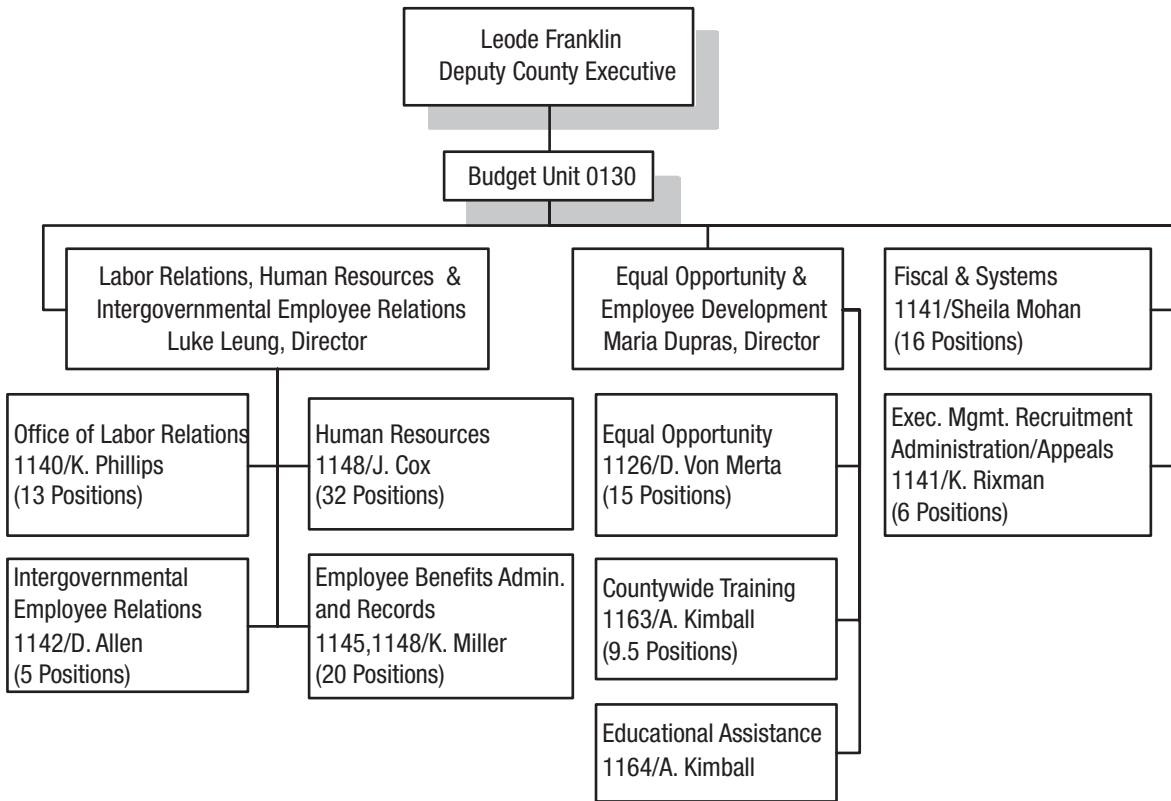 Leode Franklin
Deputy County Executive
Budget Unit 0130
Labor Relations, Human Resources &
Intergovernmental Employee Relations
Luke Leung, Director
Equal Opportunity &
Employee Development
Maria Dupras, Director
Fiscal & Systems
1141/Sheila Mohan
(16 Positions)
Office of Labor Relations
1140/K. Phillips
(13 Positions)
Human Resources
1148/J. Cox
(32 Positions)
Equal Opportunity
1126/D. Von Merta
(15 Positions)
Exec. Mgmt. Recruitment
Administration/Appeals
1141/K. Rixman
(6 Positions)
Intergovernmental
Employee Relations
1142/D. Allen
(5 Positions)
Employee Benefits Admin.
and Records
1145,1148/K. Miller
(20 Positions)
Countywide Training
1163/A. Kimball
(9.5 Positions)
Educational Assistance
1164/A. Kimball